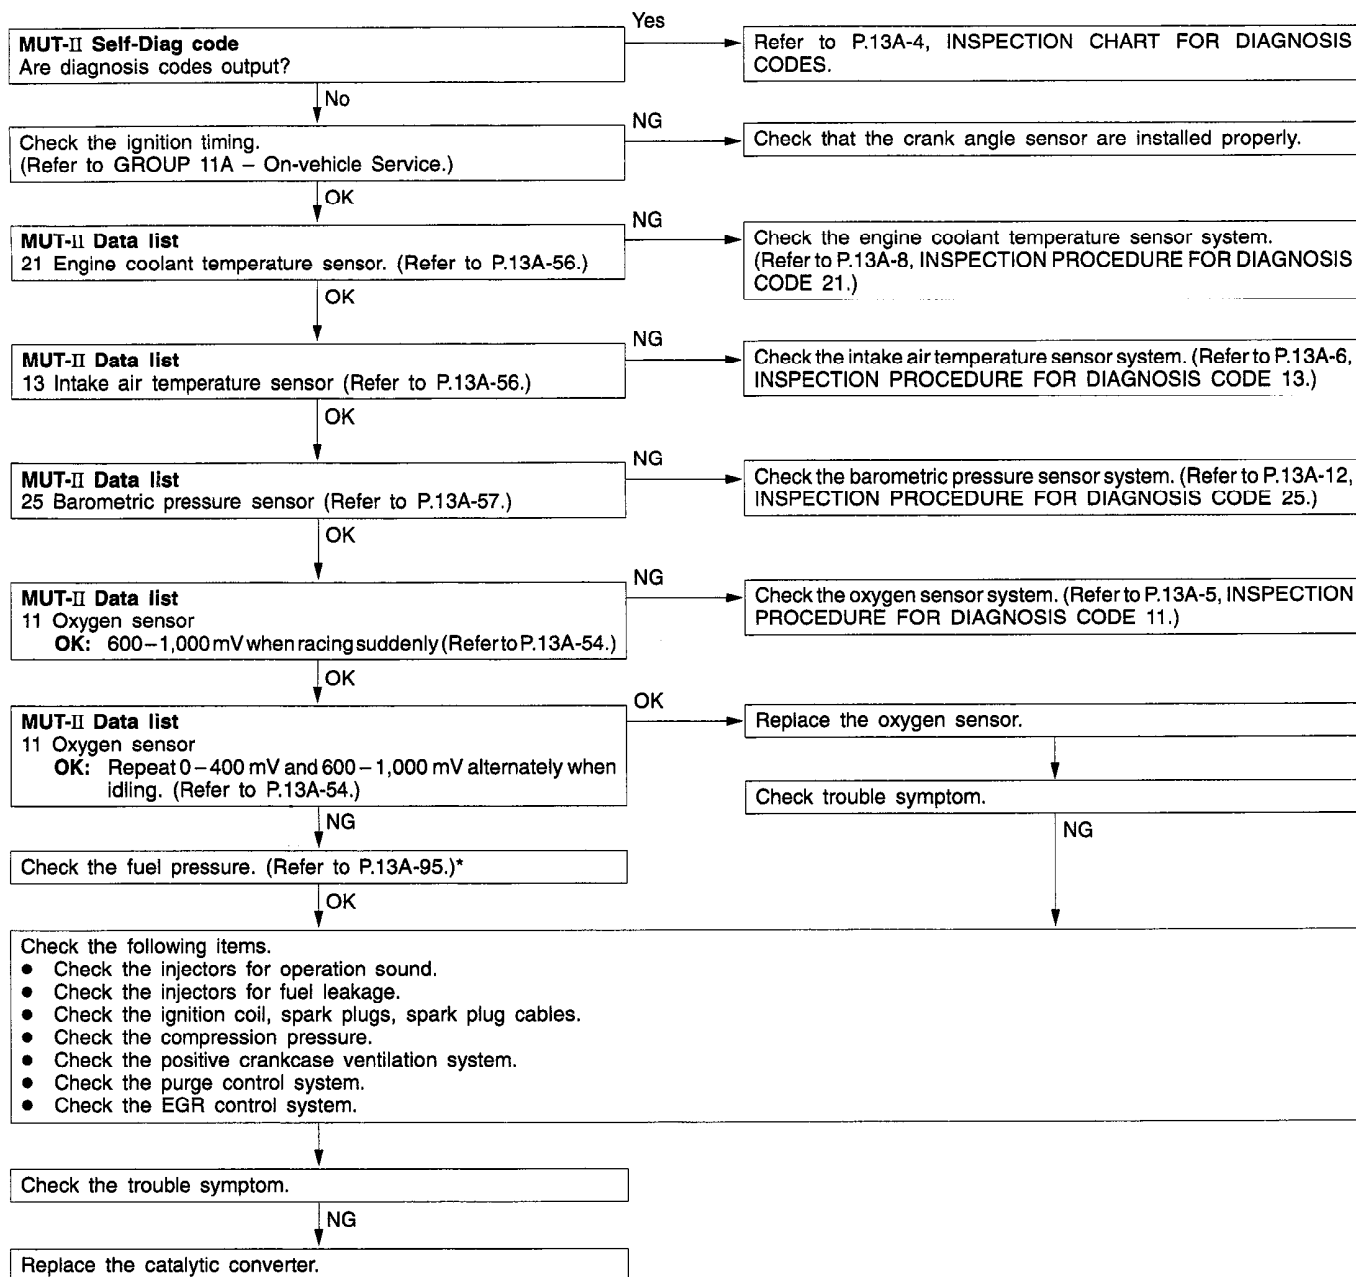 Yes
MUT-II Self-Diag code
Are diagnosis codes output?
Refer to P.13A-4, INSPECTION CHART FOR DIAGNOSIS
CODES.
No
NG
Check the ignition timing.
(Refer to GROUP 11A – On-vehicle Service.)
Check that the crank angle sensor are installed properly.
OK
NG
MUT-II Data list
21 Engine coolant temperature sensor. (Refer to P.13A-56.)
Check the engine coolant temperature sensor system.
(Refer to P.13A-8, INSPECTION PROCEDURE FOR DIAGNOSIS
CODE 21.)
OK
NG
MUT-II Data list
13 Intake air temperature sensor (Refer to P.13A-56.)
Check the intake air temperature sensor system. (Refer to P.13A-6,
INSPECTION PROCEDURE FOR DIAGNOSIS CODE 13.)
OK
NG
MUT-II Data list
25 Barometric pressure sensor (Refer to P.13A-57.)
Check the barometric pressure sensor system. (Refer to P.13A-12,
INSPECTION PROCEDURE FOR DIAGNOSIS CODE 25.)
OK
NG
MUT-II Data list
11 Oxygen sensor
OK: 600–1,000 mV when racing suddenly (Refer to P.13A-54.)
Check the oxygen sensor system. (Refer to P.13A-5, INSPECTION
PROCEDURE FOR DIAGNOSIS CODE 11.)
OK
OK
MUT-II Data list
11 Oxygen sensor
OK: Repeat 0–400 mV and 600–1,000 mV alternately when
idling. (Refer to P.13A-54.)
Replace the oxygen sensor.
Check trouble symptom.
NG
NG
Check the fuel pressure. (Refer to P.13A-95.)*
OK
Check the following items.
● Check the injectors for operation sound.
● Check the injectors for fuel leakage.
● Check the ignition coil, spark plugs, spark plug cables.
● Check the compression pressure.
● Check the positive crankcase ventilation system.
● Check the purge control system.
● Check the EGR control system.
Check the trouble symptom.
NG
Replace the catalytic converter.